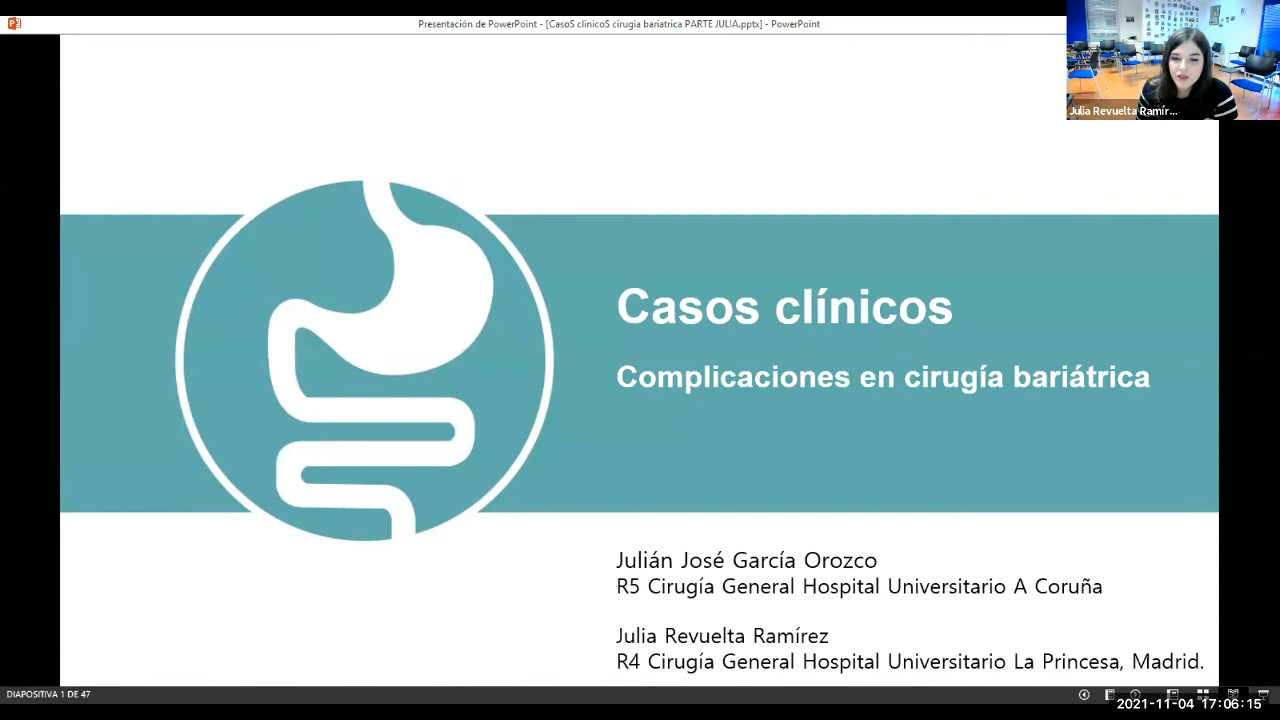 Presentación de PowerPoint - [CasoS clinicoS cirugia bariatrica PARTE JULIA.pptx] - PowerPoint
Julia Revuelta Ramír...
Casos clínicos
Complicaciones en cirugía bariátrica
Julián José García Orozco
R5 Cirugía General Hospital Universitario A Coruña
Julia Revuelta Ramírez
R4 Cirugía General Hospital Universitario La Princesa, Madrid.
DIAPOSITIVA 1 DE 47
2021-11-04 17:06:15